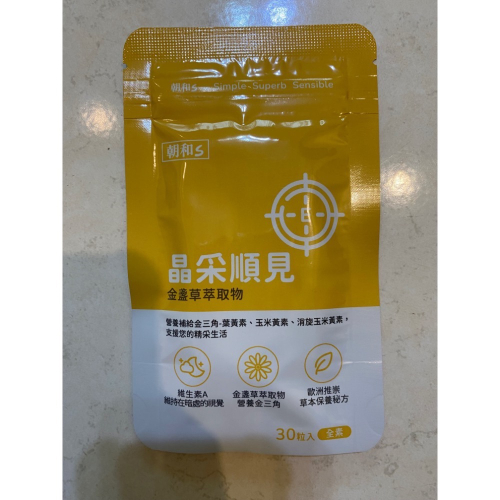 朝和S Simple·Superb Sensible
朝和S
E
晶采順見
金盞草萃取物
營養補給金三角-葉黃素、玉米黃素、消旋玉米黃素，
支援您的精采生活
維生素A
維持在暗處的視覺
金盞草萃取物
營養金三角
歐洲推崇
草本保養秘方
30粒入 全素